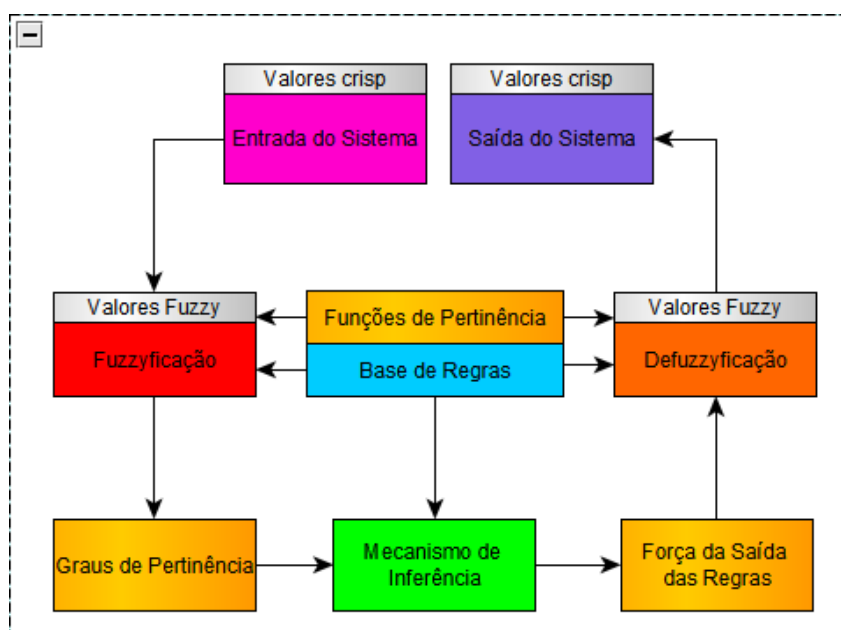 Valores crisp
Entrada do Sistema
Valores crisp
Saída do Sistema
Valores Fuzzy
Fuzzyficação
Funções de Pertinência
Base de Regras
Valores Fuzzy
Defuzzyficação
Graus de Pertinência
Mecanismo de
Inferência
Força da Saída
das Regras